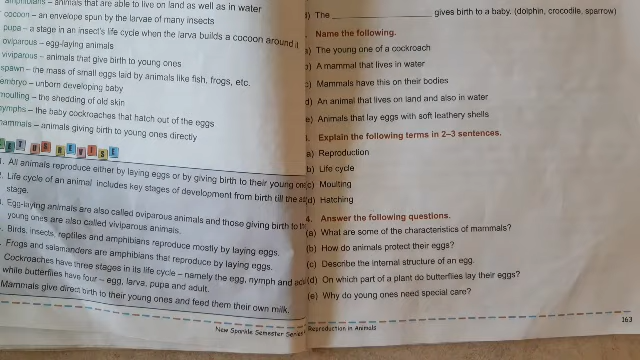 amphibians – animals that are able to live on land as well as in water
cocoon – an envelope spun by the larvae of many insects
pupa – a stage in an insect's life cycle when the larva builds a cocoon around it
oviparous – egg-laying animals
viviparous – animals that give birth to young ones
spawn – the mass of small eggs laid by animals like fish, frogs, etc.
embryo – unborn developing baby
moulting – the shedding of old skin
nymphs – the baby cockroaches that hatch out of the eggs
mammals – animals giving birth to young ones directly
LET US REVISE
1. All animals reproduce either by laying eggs or by giving birth to their young
Life cycle of an animal includes key stages of development from birth till the
stage.
Egg-laying animals are also called oviparous animals and those giving birth to
young ones are also called viviparous animals.
Birds, insects, reptiles and amphibians reproduce mostly by laying eggs.
Frogs and salamanders are amphibians that reproduce by laying eggs.
Cockroaches have three stages in its life cycle – namely the egg, nymph and
while butterflies have four – egg, larva, pupa and adult.
Mammals give direct birth to their young ones and feed them their own milk.
New Sparkle Semester Series
The ____________ gives birth to a baby. (dolphin, crocodile, sparrow)
Name the following.
The young one of a cockroach
A mammal that lives in water
c) Mammals have this on their bodies
d) An animal that lives on land and also in water
e) Animals that lay eggs with soft leathery shells
Explain the following terms in 2–3 sentences.
a) Reproduction
b) Life cycle
(c) Moulting
(d) Hatching
4. Answer the following questions.
(a) What are some of the characteristics of mammals?
(b) How do animals protect their eggs?
(c) Describe the internal structure of an egg.
(d) On which part of a plant do butterflies lay their eggs?
(e) Why do young ones need special care?
Reproduction in Animals
163